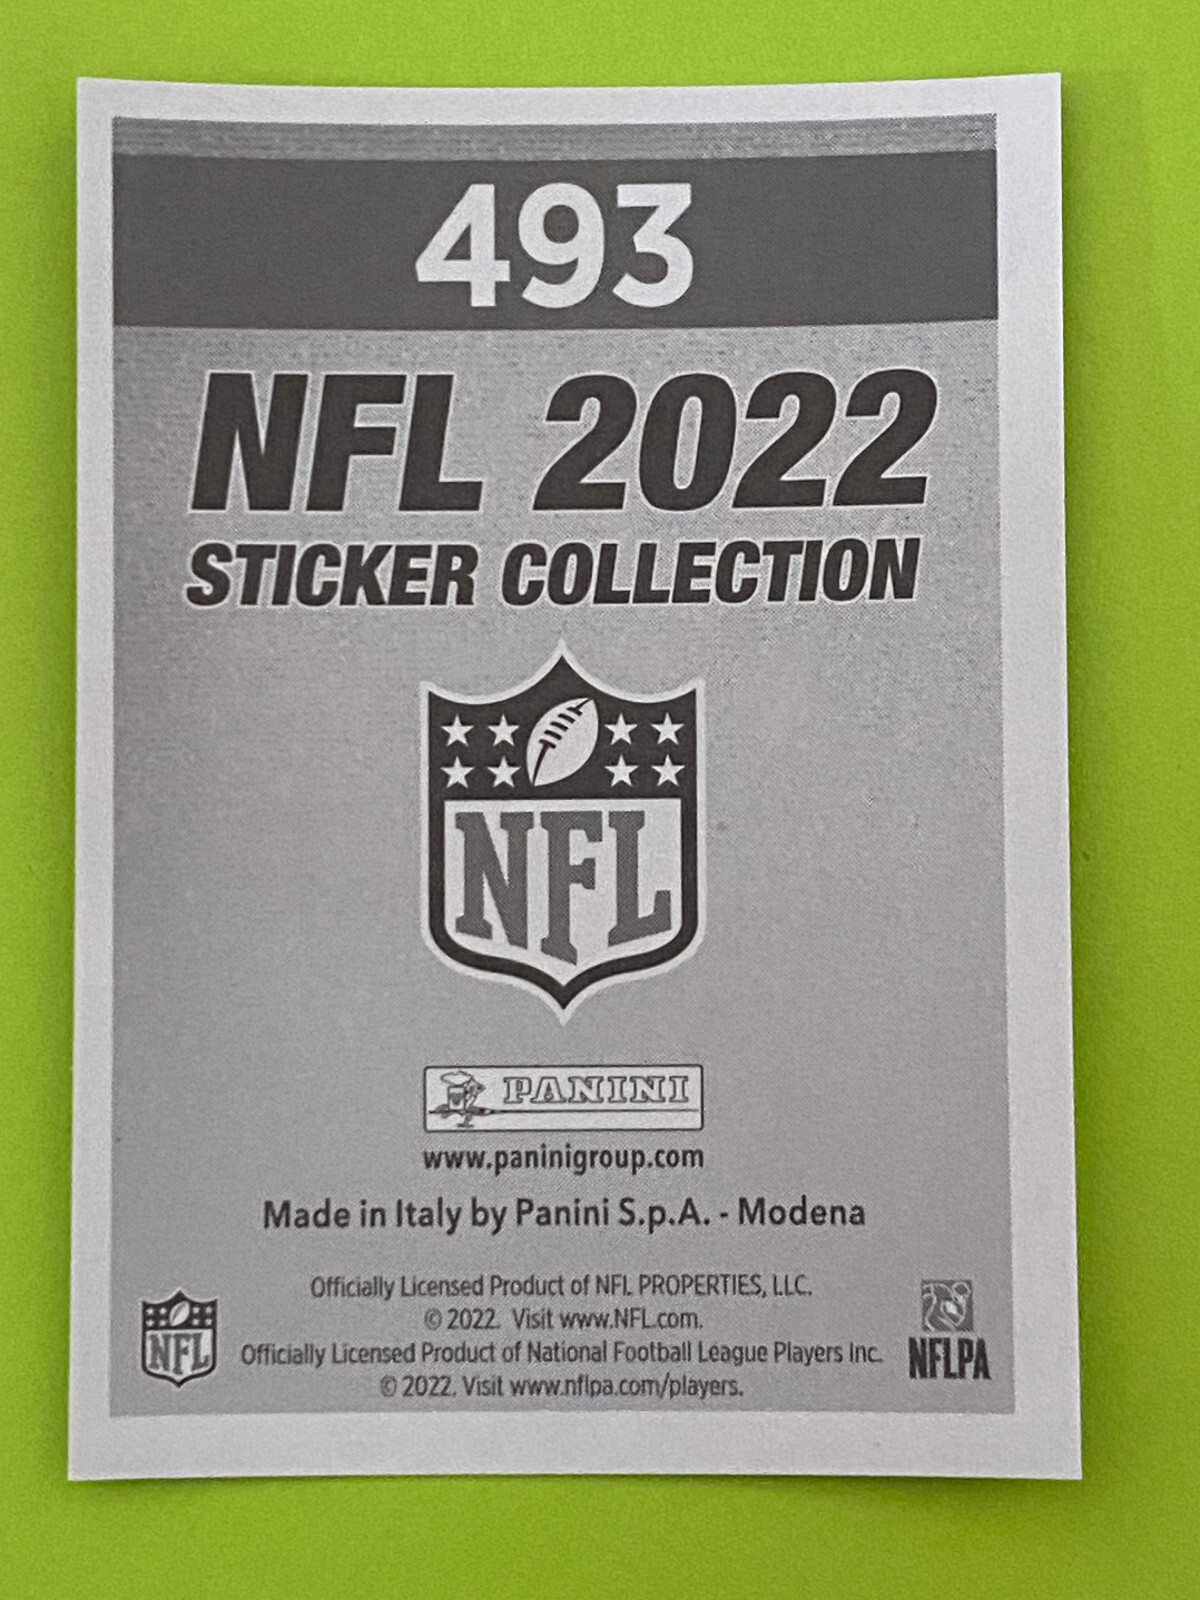 493
NFL 2022
STICKER COLLECTION
NFL
PANINI
www.paninigroup.com
Made in Italy by Panini S.p.A. - Modena
Officially Licensed Product of NFL PROPERTIES, LLC.
© 2022. Visit www.NFL.com.
Officially Licensed Product of National Football League Players Inc.
© 2022. Visit www.nflpa.com/players.
NFL
NFLPA